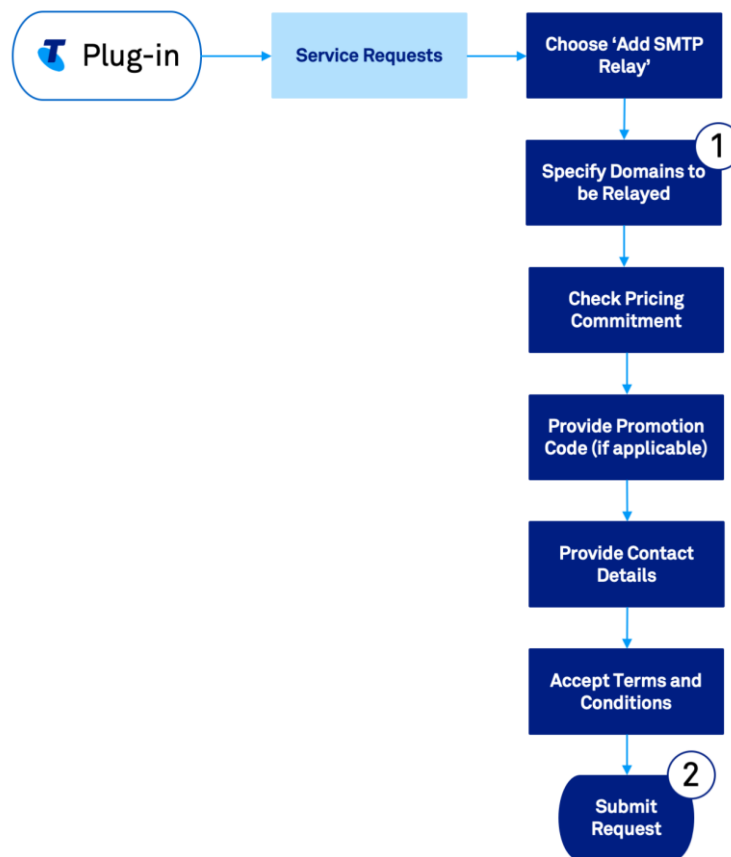 T Plug-in
Service Requests
Choose ‘Add SMTP
Relay’
1
Specify Domains to
be Relayed
Check Pricing
Commitment
Provide Promotion
Code (if applicable)
Provide Contact
Details
Accept Terms and
Conditions
2
Submit
Request